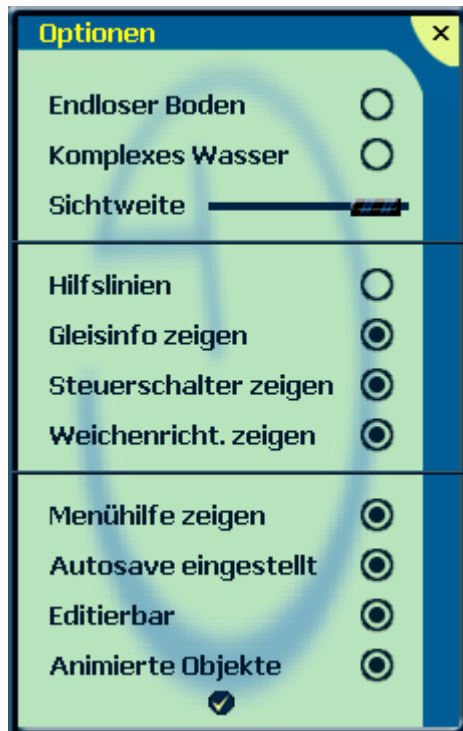 Optionen
Endloser Boden
Komplexes Wasser
Sichtweite
Hilfslinien
Gleisinfo zeigen
Steuerschalter zeigen
Weichenricht. zeigen
Menühilfe zeigen
Autosave eingestellt
Editierbar
Animierte Objekte